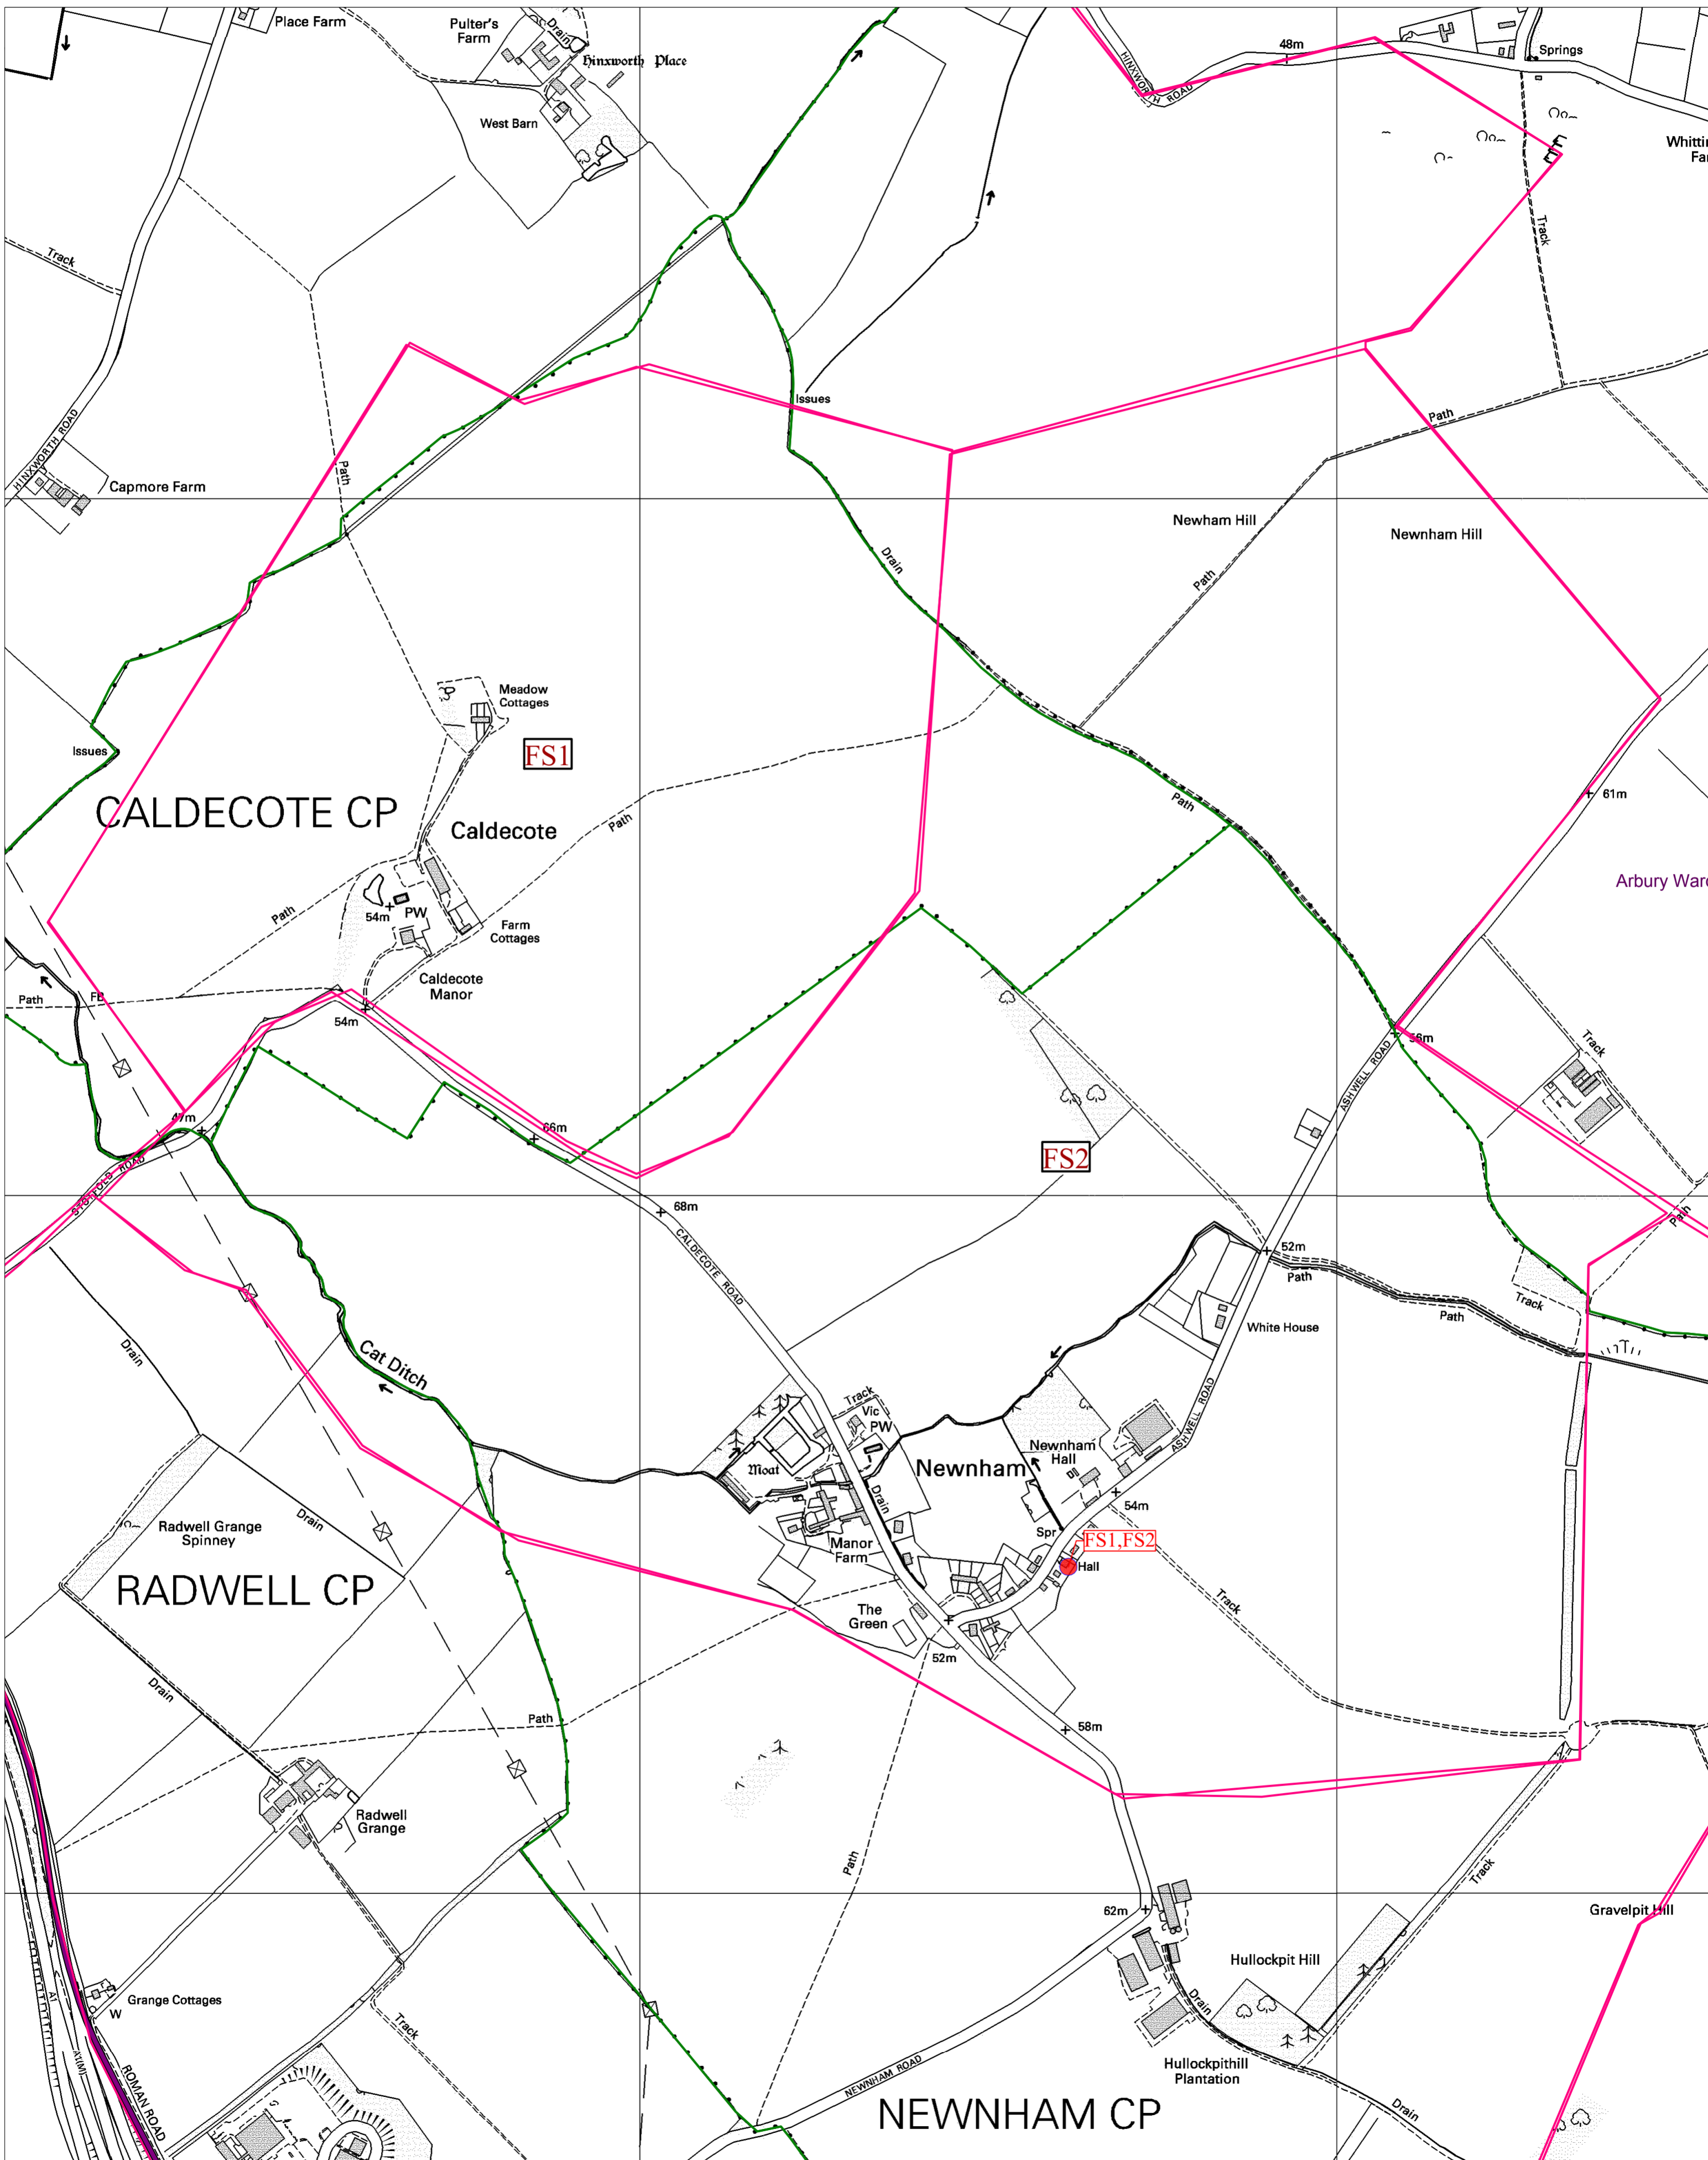 Place Farm
Pulter's
Farm
Drain
Hinxworth Place
West Barn
HINXWORTH ROAD
48m
Springs
Track
Track
HINXWORTH ROAD
Capmore Farm
Path
Issues
Path
Newham Hill
Newnham Hill
Drain
Path
Meadow
Cottages
FS1
Issues
CALDECOTE CP
Caldecote
Path
Path
61m
Path
54m
PW
Farm
Cottages
Caldecote
Manor
Path
FB
54m
ASHWELL ROAD
Track
47m
66m
FS2
STOTFOLD ROAD
68m
CALDECOTE ROAD
Path
52m
Path
Path
Track
White House
Drain
Cat Ditch
Track
Vic
PW
ASHWELL ROAD
Moat
Newnham
Hall
Newnham
Drain
54m
Spr
FS1,FS2
Hall
Radwell Grange
Spinney
Drain
RADWELL CP
Manor
Farm
The
Green
52m
Track
Drain
Path
58m
Radwell
Grange
Path
Track
62m
Gravelpit Hill
Hullockpit Hill
Grange Cottages
W
A1
A1(M)
ROMAN ROAD
Track
Drain
Hullockpithill
Plantation
NEWNHAM ROAD
NEWNHAM CP
Drain